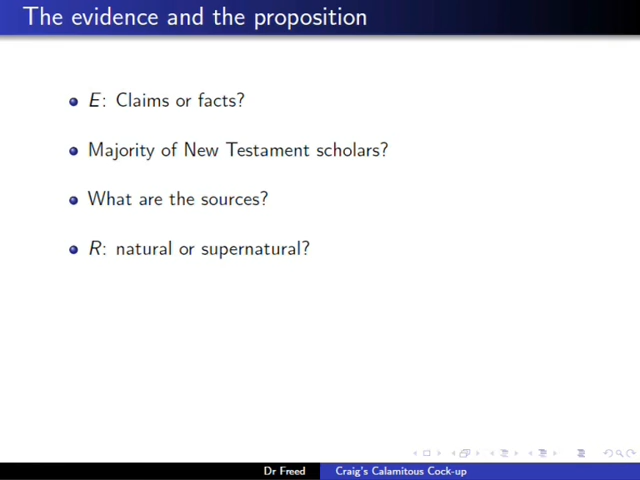 The evidence and the proposition
E: Claims or facts?
Majority of New Testament scholars?
What are the sources?
R: natural or supernatural?
Dr Freed Craig's Calamitous Cock-up